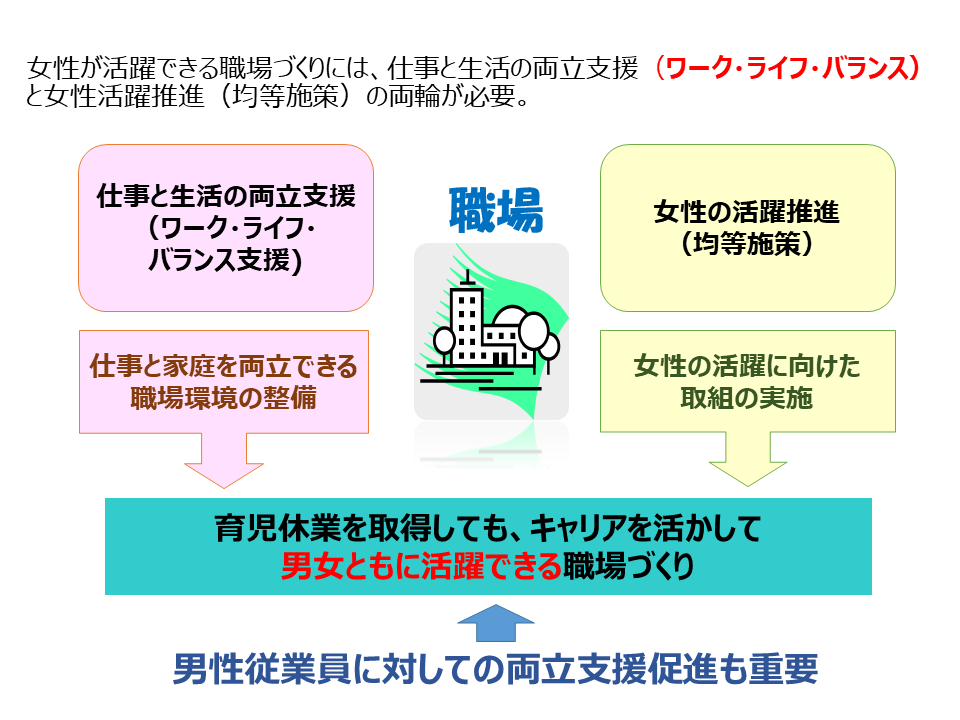 女性が活躍できる職場づくりには、仕事と生活の両立支援（ワーク・ライフ・バランス）
と女性活躍推進（均等施策）の両輪が必要。
仕事と生活の両立支援
（ワーク・ライフ・
バランス支援)
職場
女性の活躍推進
（均等施策）
仕事と家庭を両立できる
職場環境の整備
女性の活躍に向けた
取組の実施
育児休業を取得しても、キャリアを活かして
男女ともに活躍できる職場づくり
男性従業員に対しての両立支援促進も重要